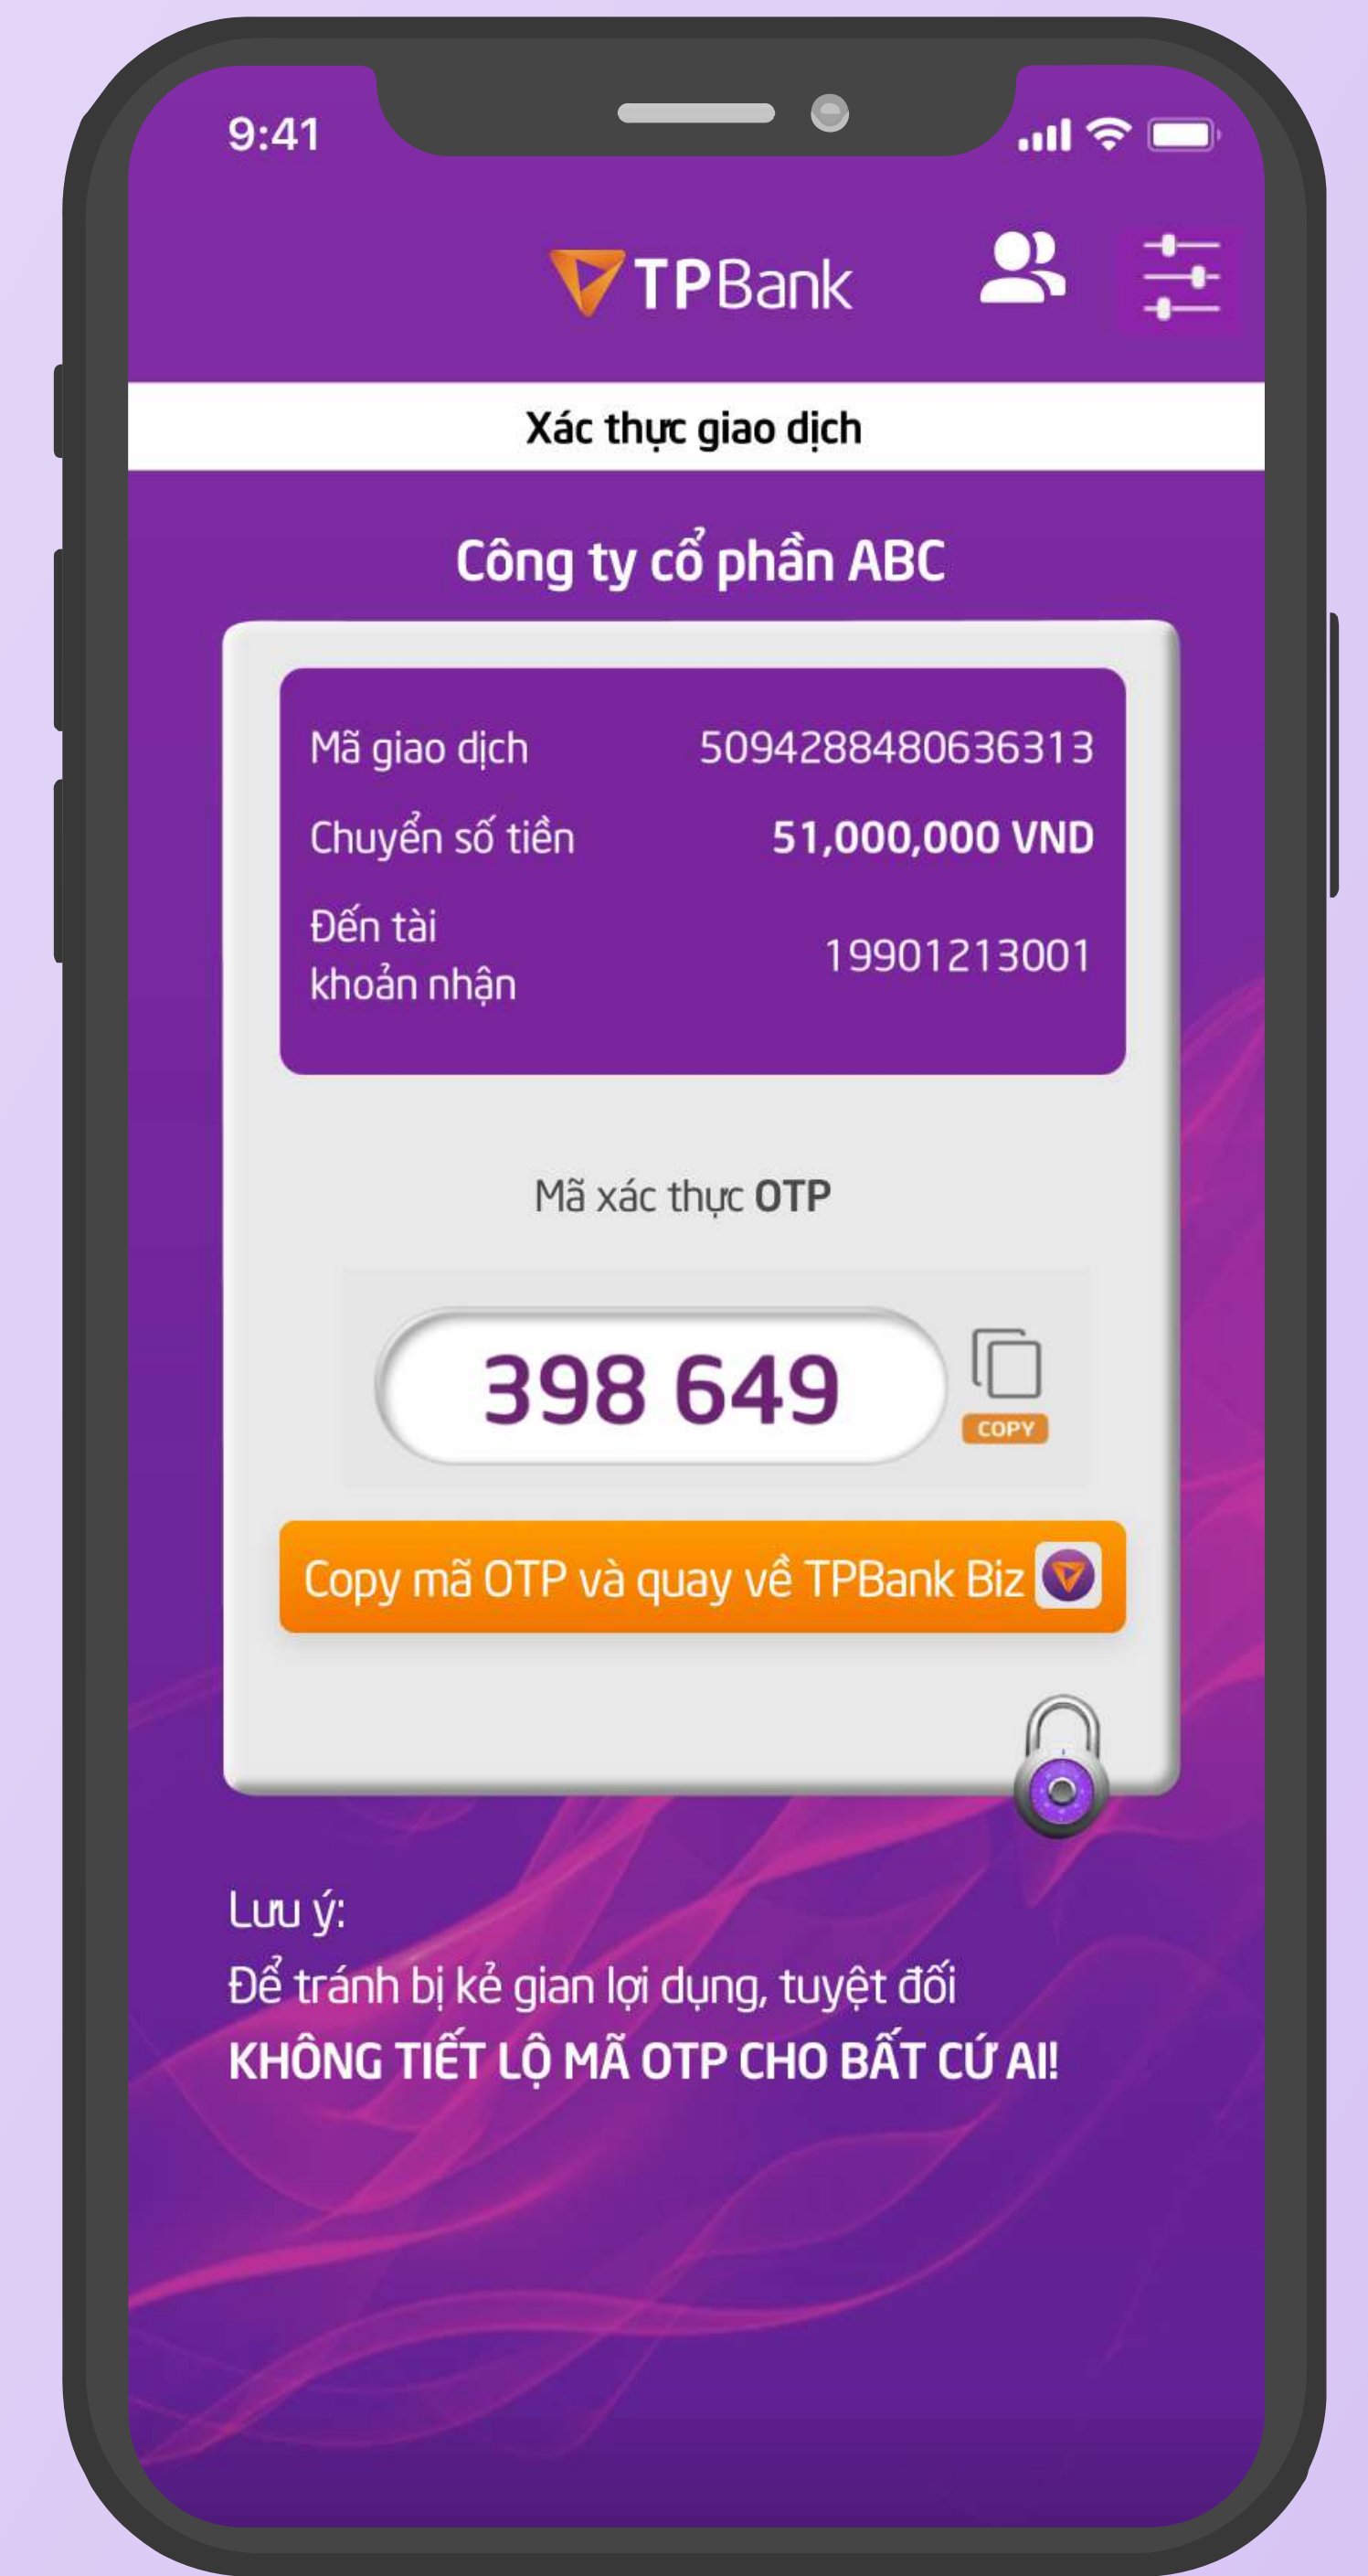 9:41
TPBank
Xác thực giao dịch
Công ty cổ phần ABC
Mã giao dịch 5094288480636313
Chuyển số tiền 51,000,000 VND
Đến tài
khoản nhận 19901213001
Mã xác thực OTP
398 649
COPY
Copy mã OTP và quay về TPBank Biz
Lưu ý:
Để tránh bị kẻ gian lợi dụng, tuyệt đối
KHÔNG TIẾT LỘ MÃ OTP CHO BẤT CỨ AI!